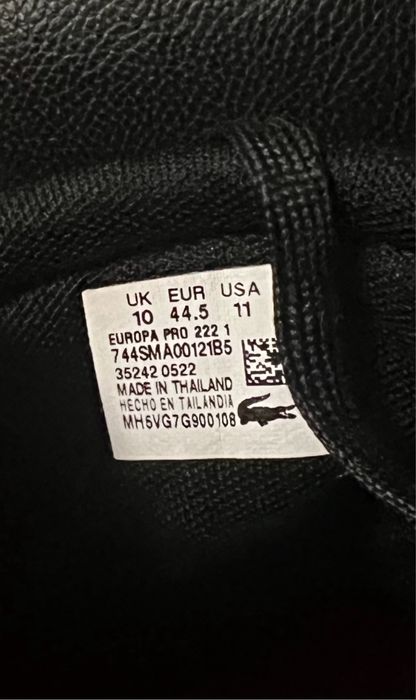 UK EUR USA
10 44.5 11
EUROPA PRO 222 1
744SMA00121B5
35242 0522
MADE IN THAILAND
HECHO EN TAILANDIA
MH6VG7G900108